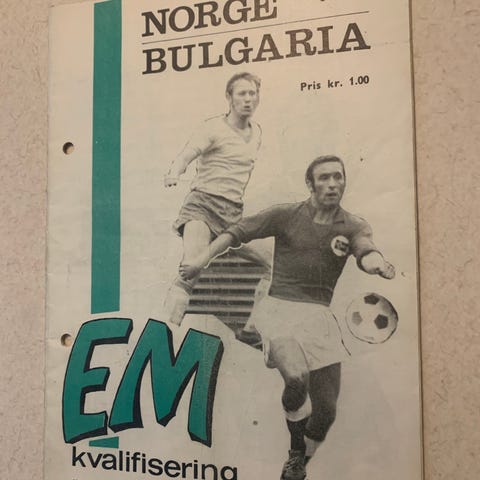 NORGE
BULGARIA
Pris kr. 1.00
EM
kvalifisering